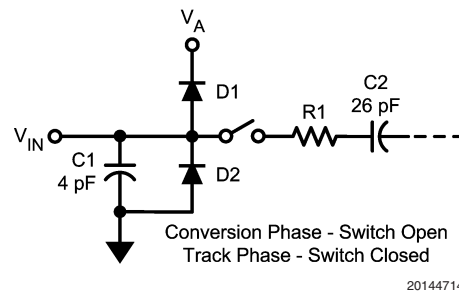 VA
D1
C2
26 pF
R1
VIN
C1
4 pF
D2
Conversion Phase - Switch Open
Track Phase - Switch Closed
20144714